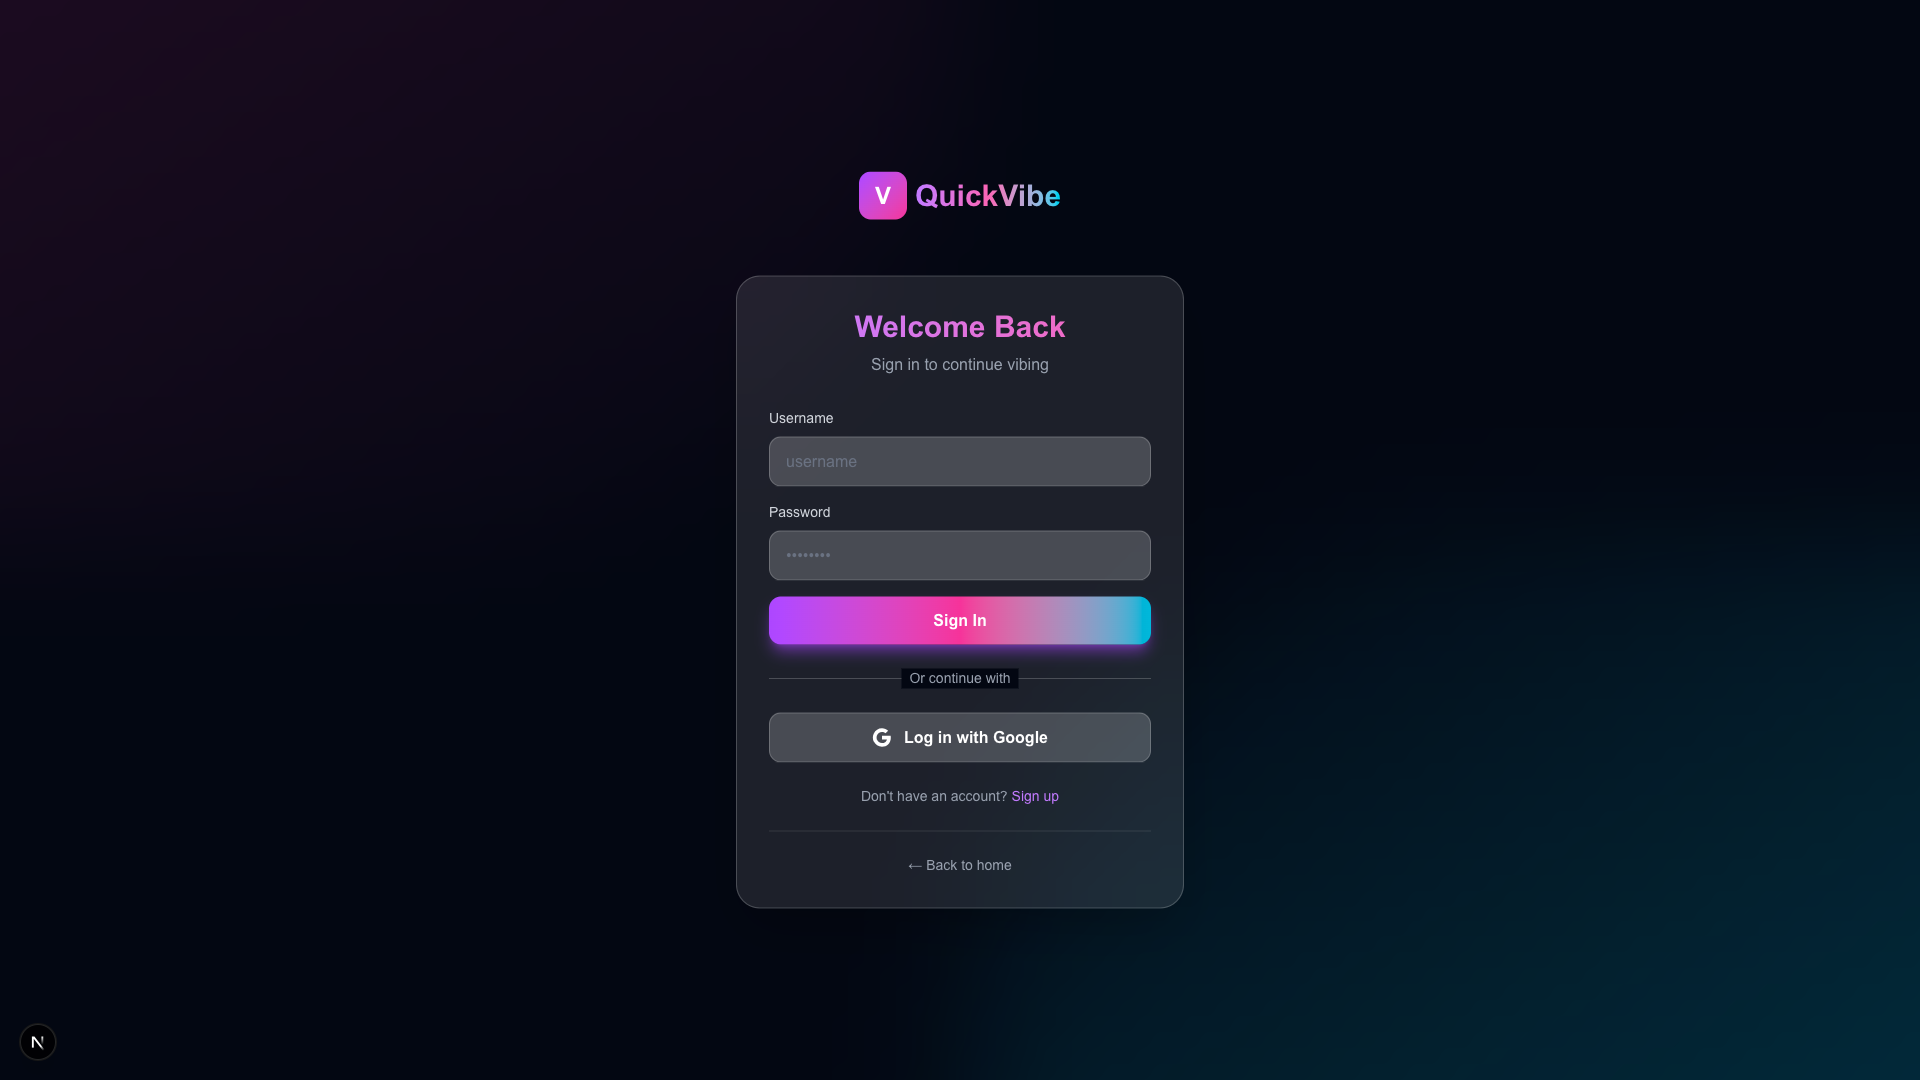 V QuickVibe
Welcome Back
Sign in to continue vibing
Username
username
Password
••••••••
Sign In
Or continue with
G Log in with Google
Don't have an account? Sign up
← Back to home
N